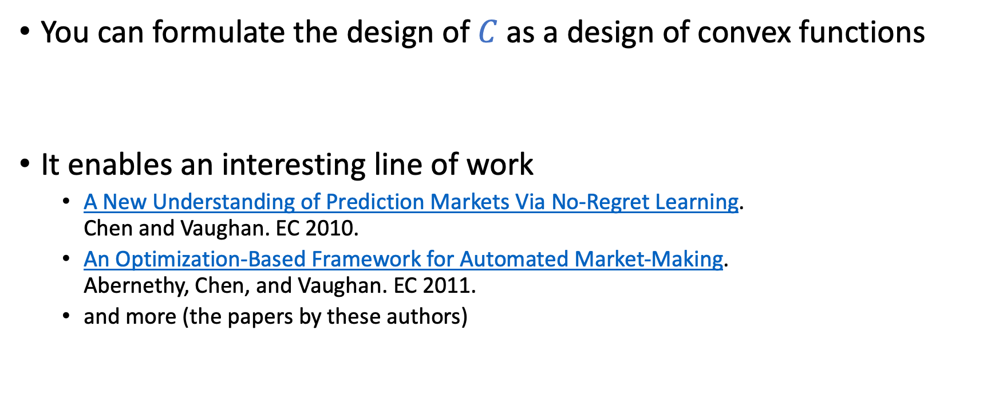 • You can formulate the design of C as a design of convex functions
• It enables an interesting line of work
• A New Understanding of Prediction Markets Via No-Regret Learning.
Chen and Vaughan. EC 2010.
• An Optimization-Based Framework for Automated Market-Making.
Abernethy, Chen, and Vaughan. EC 2011.
• and more (the papers by these authors)